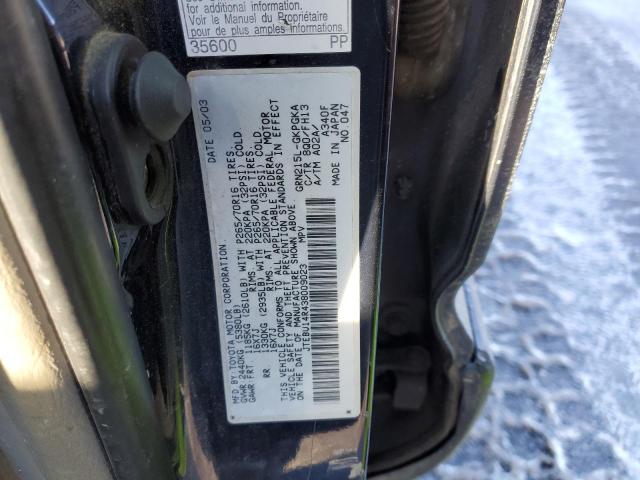 for additional information.
Voir le Manuel du Propriétaire
pour de plus amples informations.
35600 PP
MFD.BY:TOYOTA MOTOR CORPORATION DATE 05/03
GVWR 2440KG (5380LB)
GAWR FRT 1185KG (2610LB) WITH P265/70R16 TIRES,
16X7J RIMS, AT 220KPA (32PSI) COLD
RR 1330KG (2935LB) WITH P265/70R16 TIRES,
16X7J RIMS, AT 220KPA (32PSI) COLD
THIS VEHICLE CONFORMS TO ALL APPLICABLE FEDERAL MOTOR
VEHICLE SAFETY AND THEFT PREVENTION STANDARDS IN EFFECT
ON THE DATE OF MANUFACTURE SHOWN ABOVE.
JTEBU14R438009023 MPV
GRN215L-GKPGKA
C/TR 8Q0/FH13
A/TM A02A/ A340F
MADE IN JAPAN NO.047